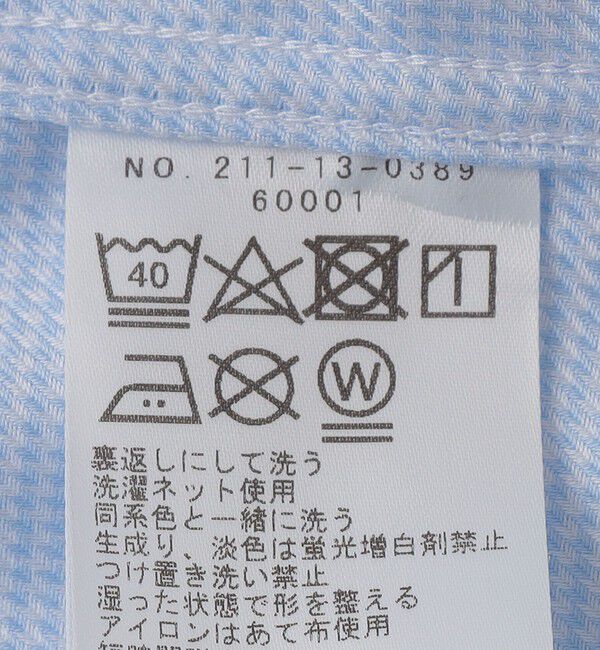 NO. 211-13-0389
60001
40
W
裏返しにして洗う
洗濯ネット使用
同系色と一緒に洗う
生成り、淡色は蛍光増白剤禁止
つけ置き洗い禁止
湿った状態で形を整える
アイロンはあて布使用